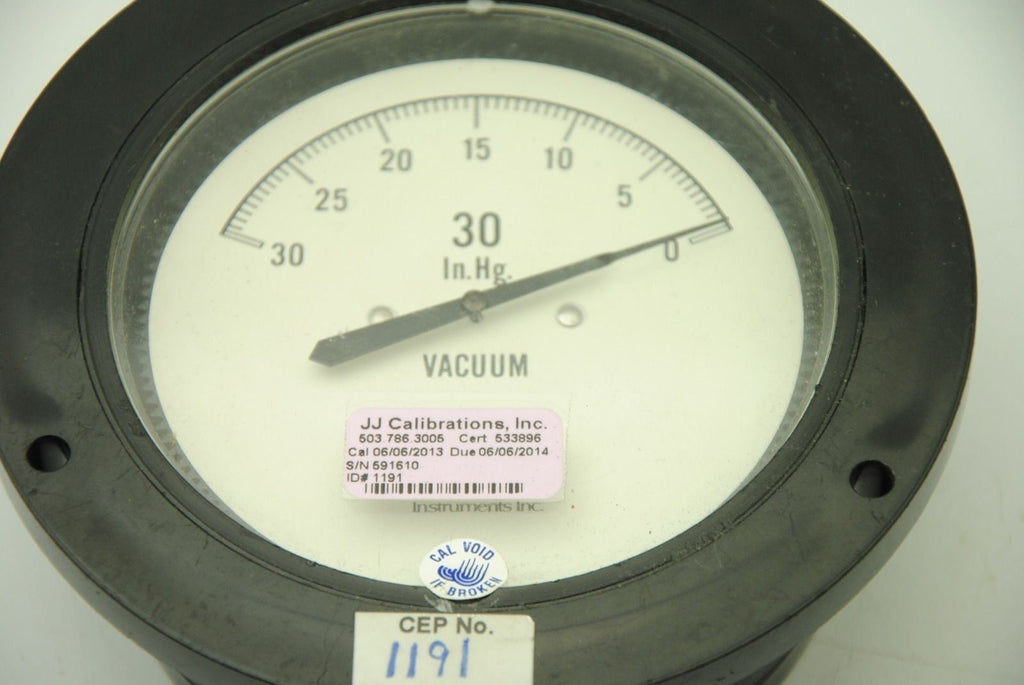 15
20 10
25 5
30 30 0
In.Hg.
VACUUM
JJ Calibrations, Inc.
503.786.3005 Cert 533896
Cal 06/06/2013 Due 06/06/2014
S/N 591610
ID# 1191
Instruments Inc.
CAL VOID
IF BROKEN
CEP No.
1191